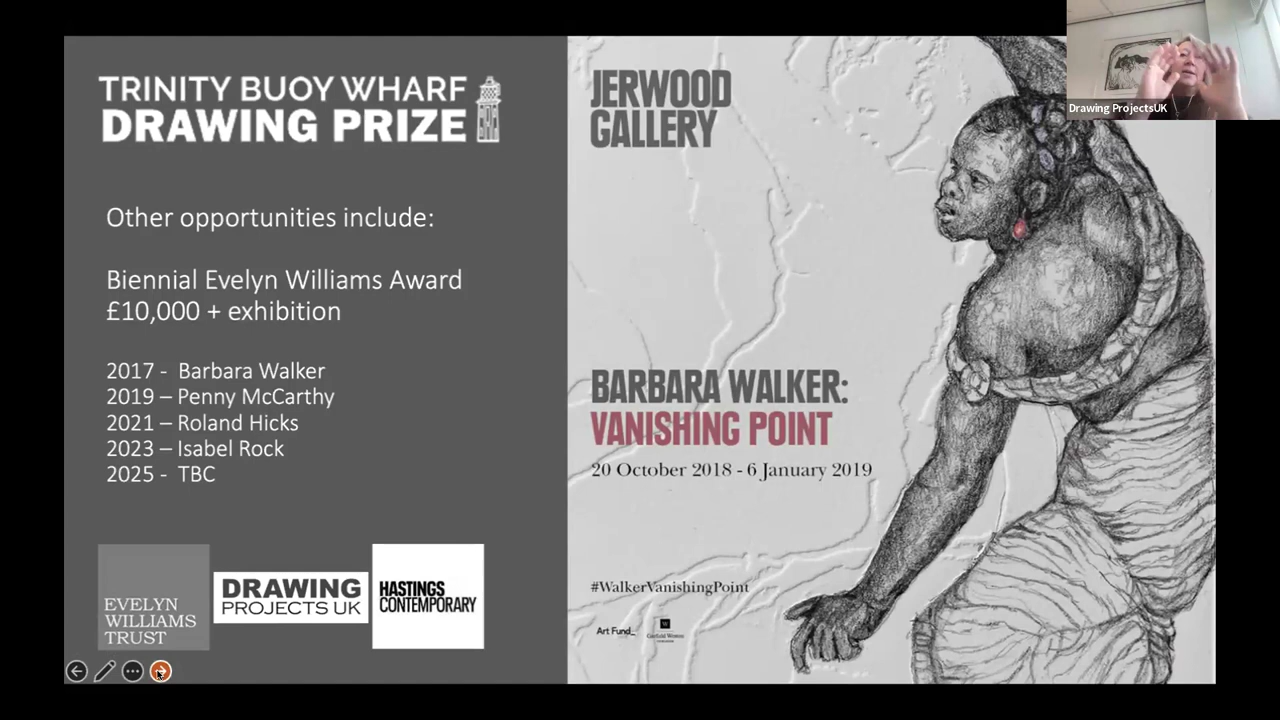 TRINITY BUOY WHARF
DRAWING PRIZE
Other opportunities include:
Biennial Evelyn Williams Award
£10,000 + exhibition
2017 - Barbara Walker
2019 – Penny McCarthy
2021 – Roland Hicks
2023 – Isabel Rock
2025 - TBC
EVELYN
WILLIAMS
TRUST
DRAWING
PROJECTS UK
HASTINGS
CONTEMPORARY
JERWOOD
GALLERY
BARBARA WALKER:
VANISHING POINT
20 October 2018 - 6 January 2019
#WalkerVanishingPoint
Art Fund_
Drawing ProjectsUK